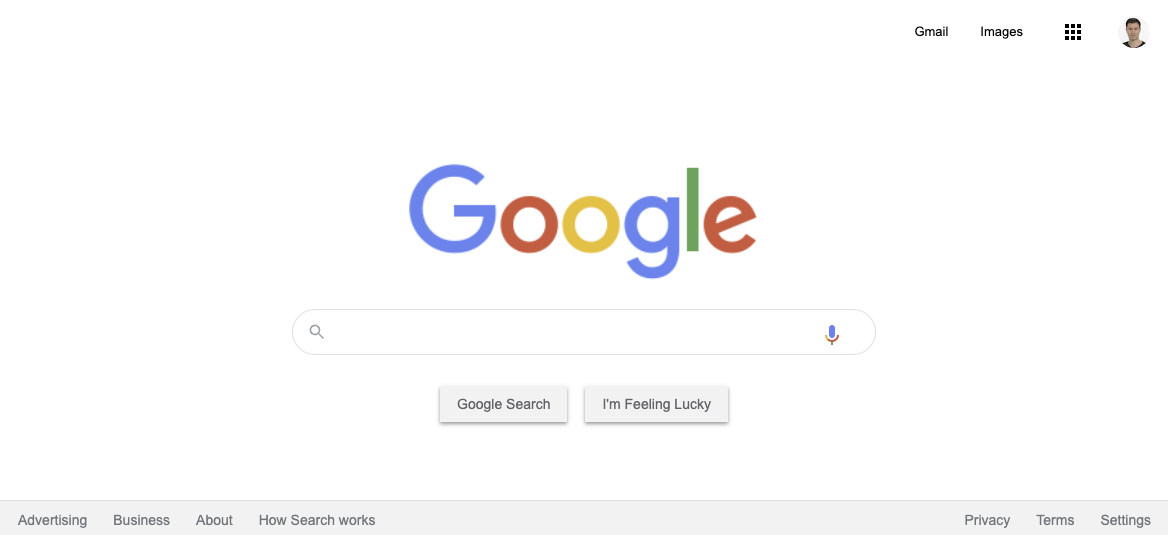 Gmail Images
Google
Google Search I'm Feeling Lucky
Advertising Business About How Search works Privacy Terms Settings